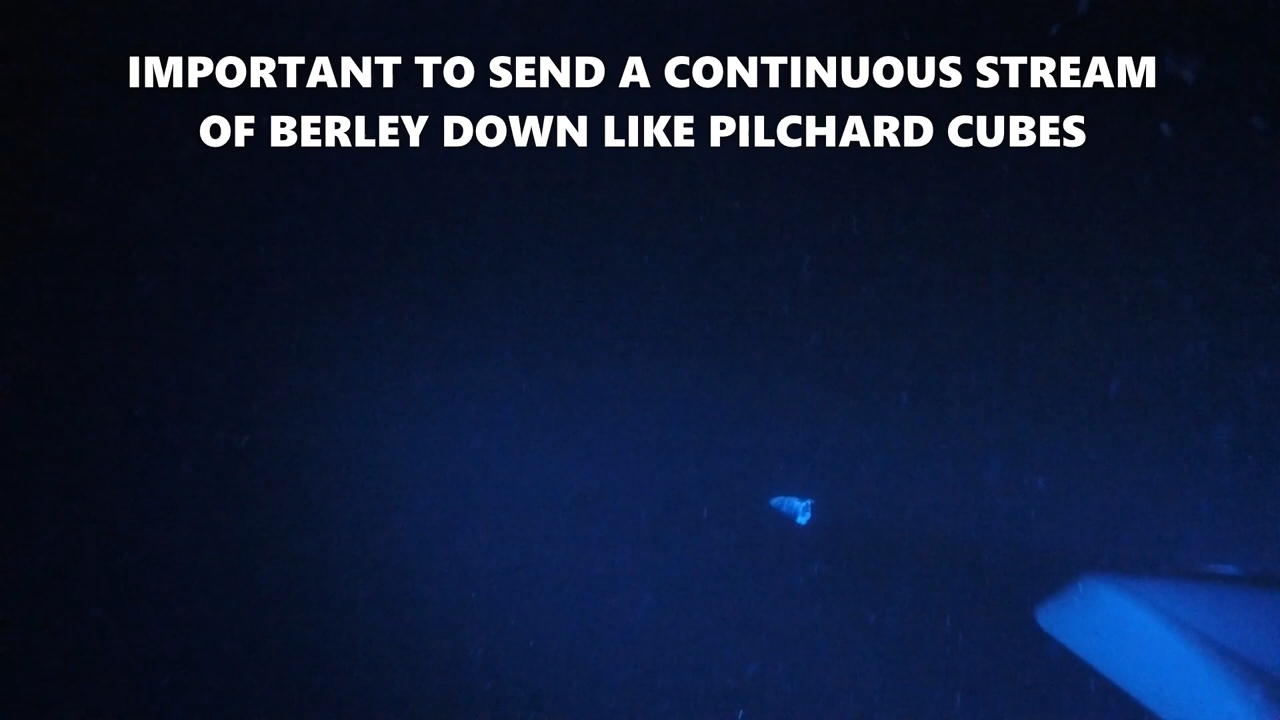 IMPORTANT TO SEND A CONTINUOUS STREAM
OF BERLEY DOWN LIKE PILCHARD CUBES